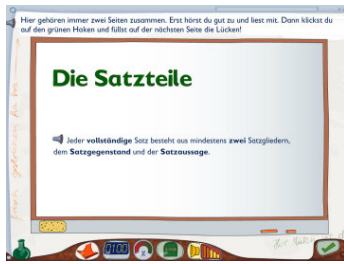 Hier gehören immer zwei Seiten zusammen. Erst hörst du gut zu und liest mit. Dann klickst du
auf den grünen Haken und füllst auf der nächsten Seite die Lücken!
Die Satzteile
Jeder vollständige Satz besteht aus mindestens zwei Satzgliedern,
dem Satzgegenstand und der Satzaussage.